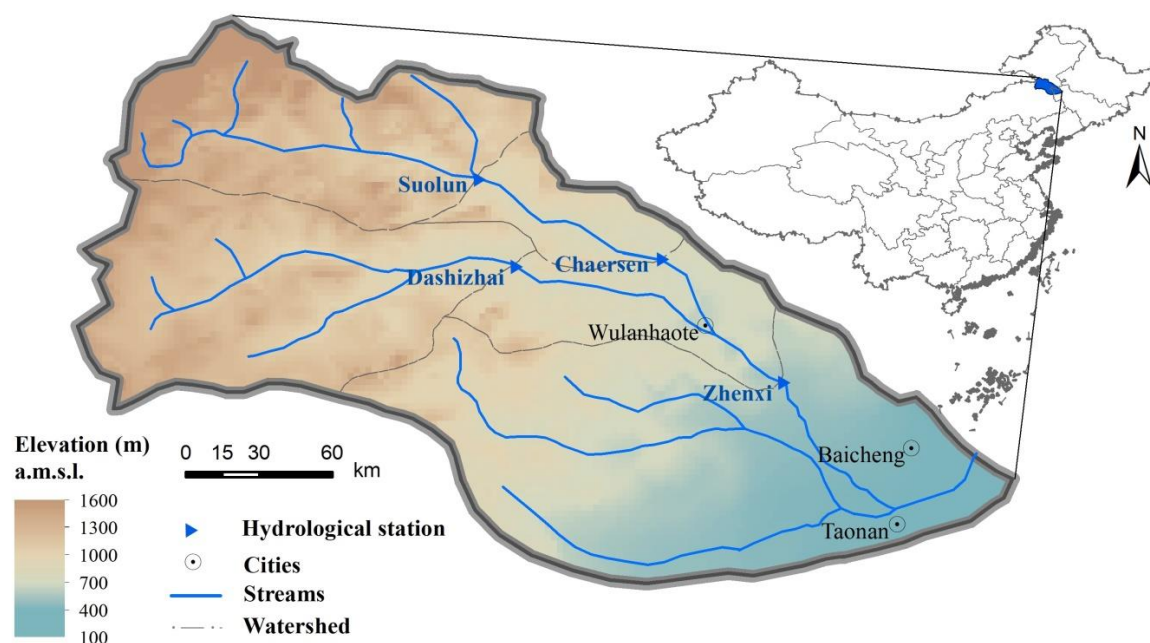 N
Suolun
Chaersen
Dashizhai
Wulanhaote
Zhenxi
Baicheng
Taonan
Elevation (m)
a.m.s.l.
1600
1300
1000
700
400
100
0 15 30 60
km
Hydrological station
Cities
Streams
Watershed